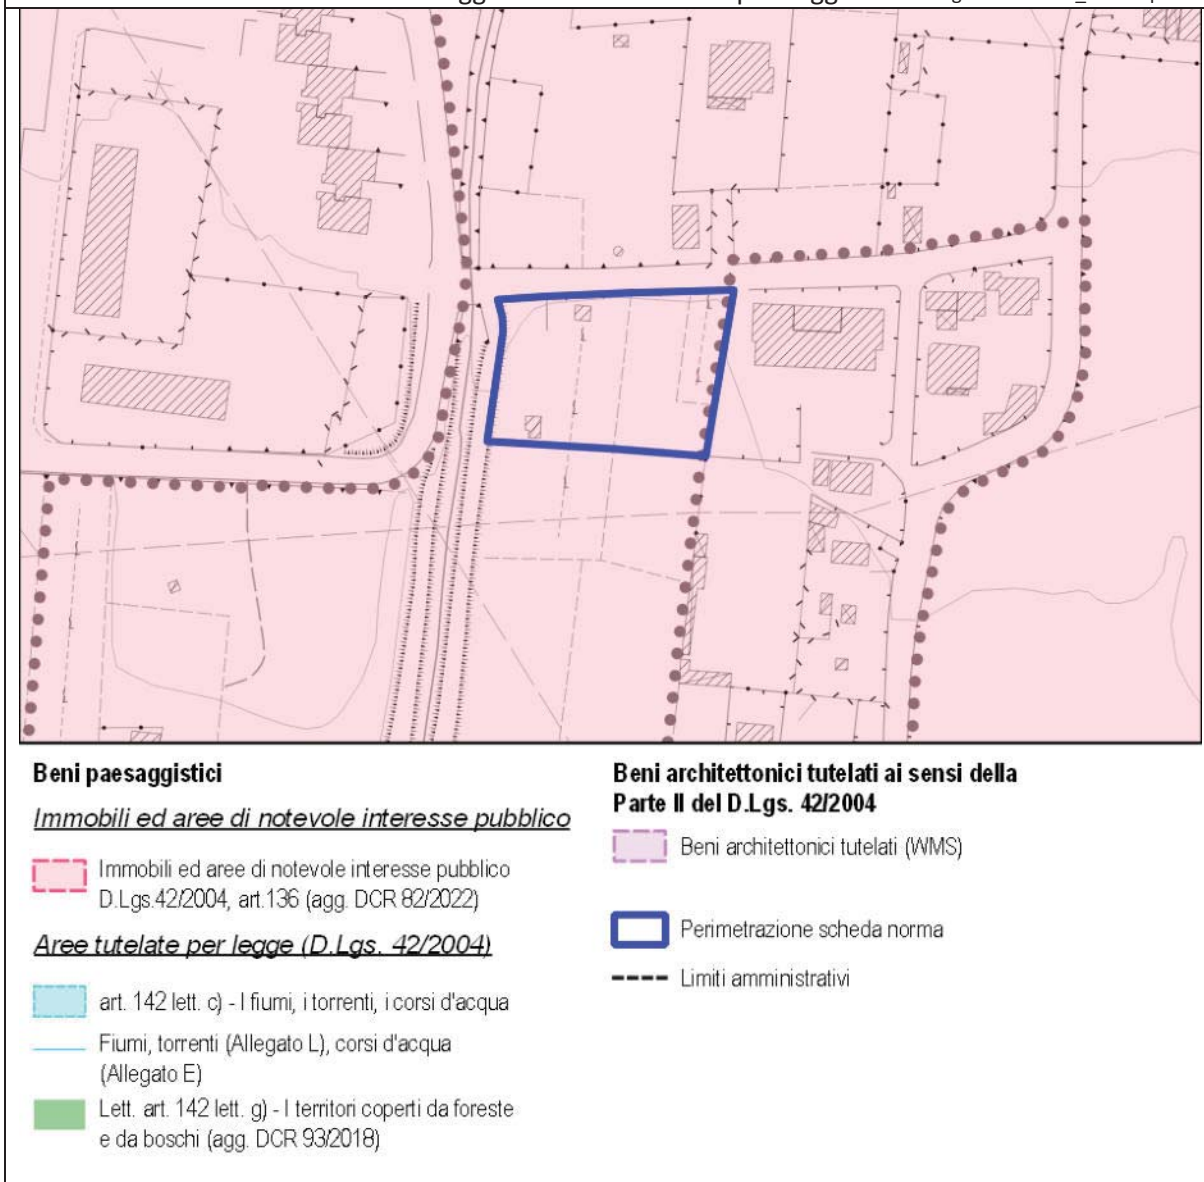 Beni paesaggistici
Immobili ed aree di notevole interesse pubblico
Immobili ed aree di notevole interesse pubblico
D.Lgs.42/2004, art.136 (agg. DCR 82/2022)
Aree tutelate per legge (D.Lgs. 42/2004)
art. 142 lett. c) - I fiumi, i torrenti, i corsi d'acqua
Fiumi, torrenti (Allegato L), corsi d'acqua
(Allegato E)
Lett. art. 142 lett. g) - I territori coperti da foreste
e da boschi (agg. DCR 93/2018)
Beni architettonici tutelati ai sensi della
Parte II del D.Lgs. 42/2004
Beni architettonici tutelati (WMS)
Perimetrazione scheda norma
Limiti amministrativi